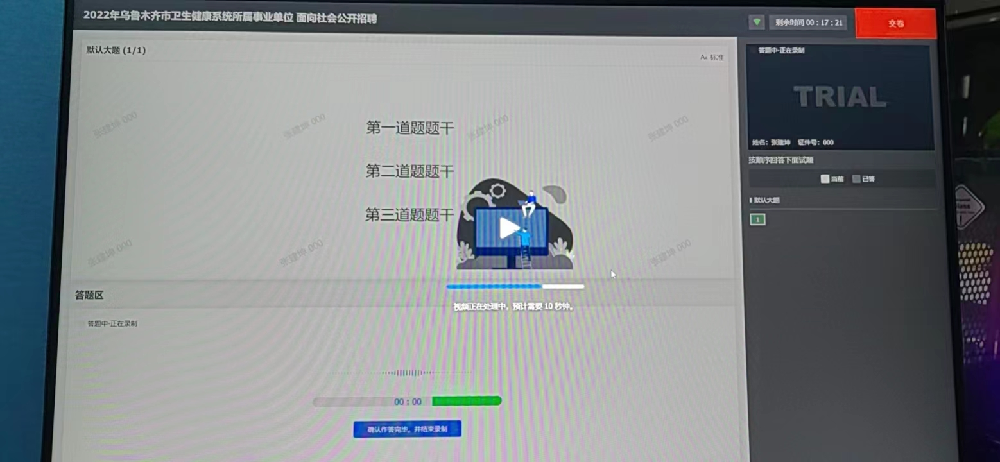 2022年乌鲁木齐市卫生健康系统所属事业单位 面向社会公开招聘
剩余时间 00 : 17 : 21
交卷
默认大题 (1/1)
Aa 标准
答题中-正在录制
TRIAL
姓名: 张建坤 证件号: 000
按顺序回答下面试题
当前 已答
默认大题
1
张建坤 000
张建坤 000
张建坤 000
张建坤 000
第一道题题干
第二道题题干
第三道题题干
张建坤 000
张建坤 000
张建坤 000
视频正在处理中，预计需要 10 秒钟。
答题区
答题中-正在录制
00 : 00
确认作答完毕，并结束录制